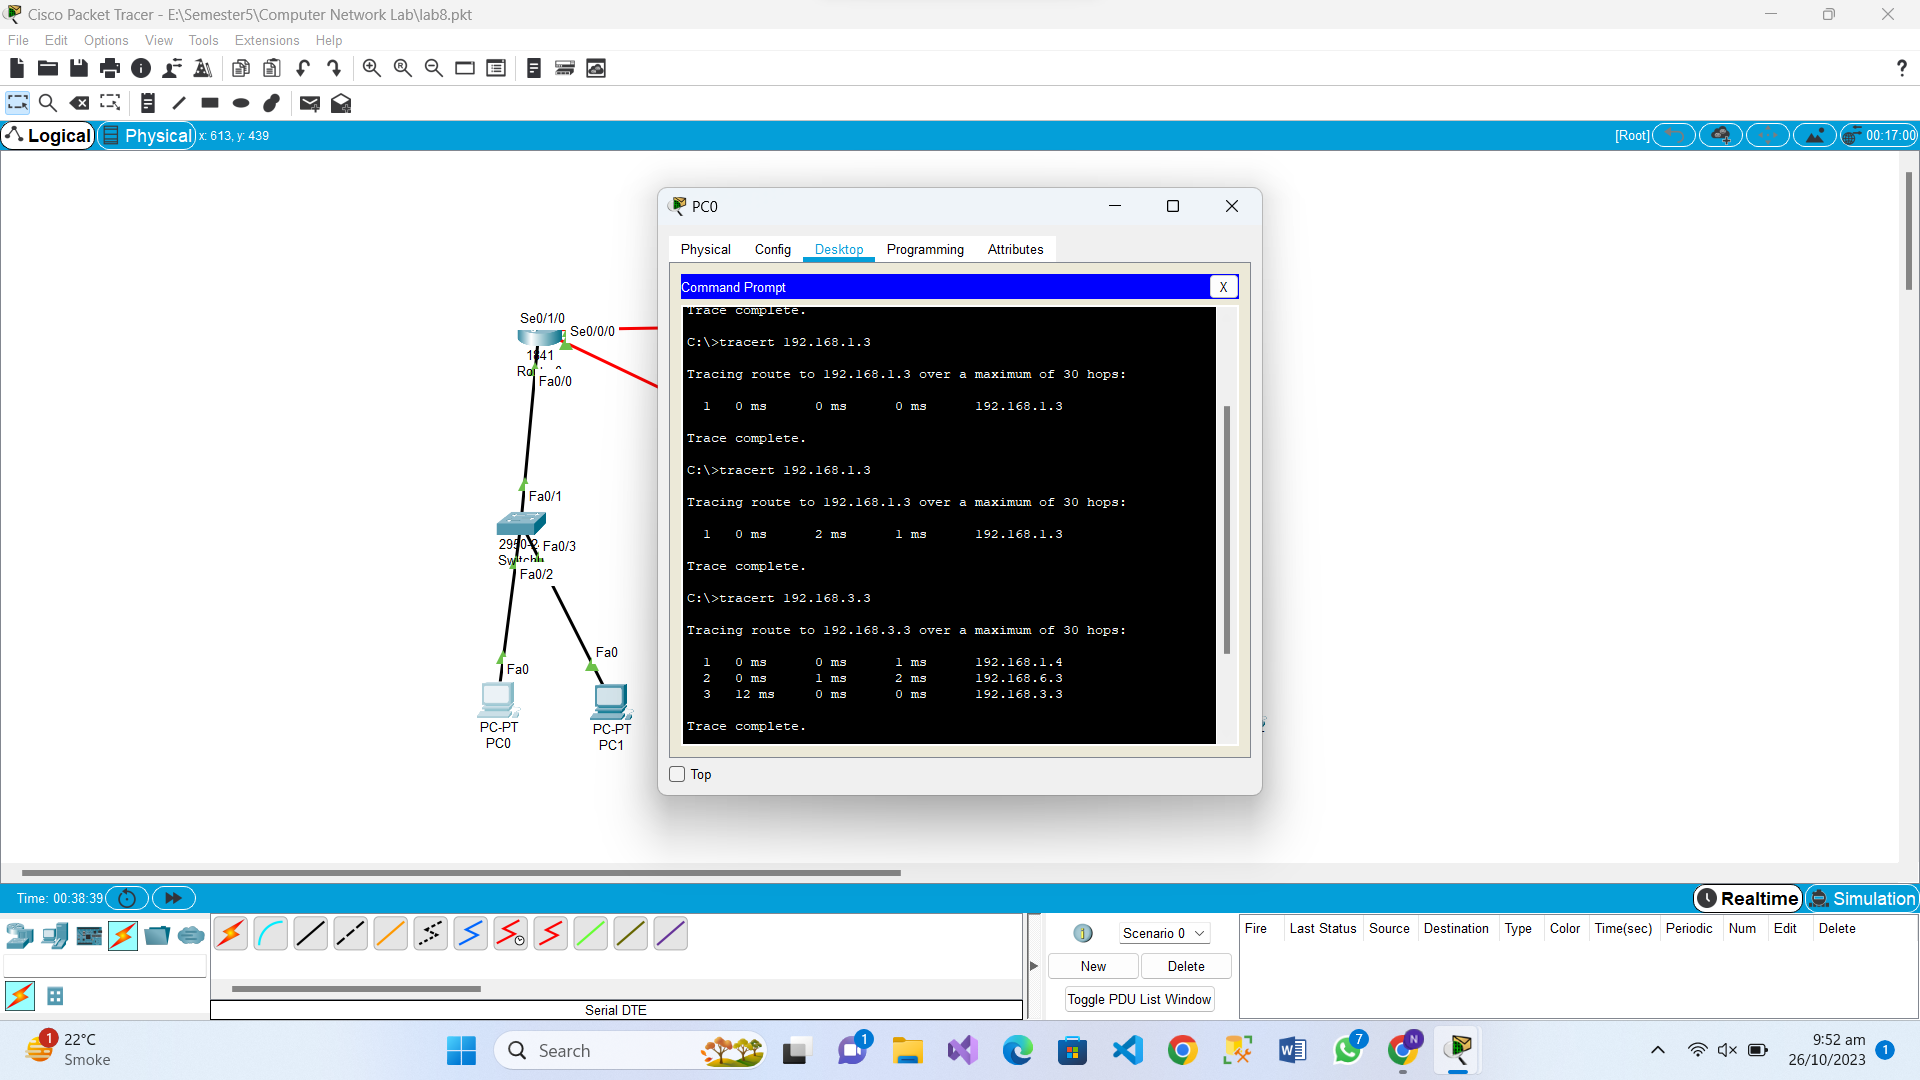 Cisco Packet Tracer - E:\Semester5\Computer Network Lab\lab8.pkt
File Edit Options View Tools Extensions Help
?
Logical Physical x: 613, y: 439 [Root] 00:17:00
PC0
Physical Config Desktop Programming Attributes
Command Prompt X
Trace complete.
C:\>tracert 192.168.1.3
Tracing route to 192.168.1.3 over a maximum of 30 hops:
1 0 ms 0 ms 0 ms 192.168.1.3
Trace complete.
C:\>tracert 192.168.1.3
Tracing route to 192.168.1.3 over a maximum of 30 hops:
1 0 ms 2 ms 1 ms 192.168.1.3
Trace complete.
C:\>tracert 192.168.3.3
Tracing route to 192.168.3.3 over a maximum of 30 hops:
1 0 ms 0 ms 1 ms 192.168.1.4
2 0 ms 1 ms 2 ms 192.168.6.3
3 12 ms 0 ms 0 ms 192.168.3.3
Trace complete.
Top
Se0/1/0
Se0/0/0
1841
Fa0/0
Fa0/1
Fa0/3
Fa0/2
Fa0
Fa0
PC-PT
PC0
PC-PT
PC1
Time: 00:38:39 Realtime Simulation
Scenario 0
New Delete
Toggle PDU List Window
Fire Last Status Source Destination Type Color Time(sec) Periodic Num Edit Delete
Serial DTE
1
22°C
Smoke
Search
1
7
N
9:52 am
26/10/2023
1